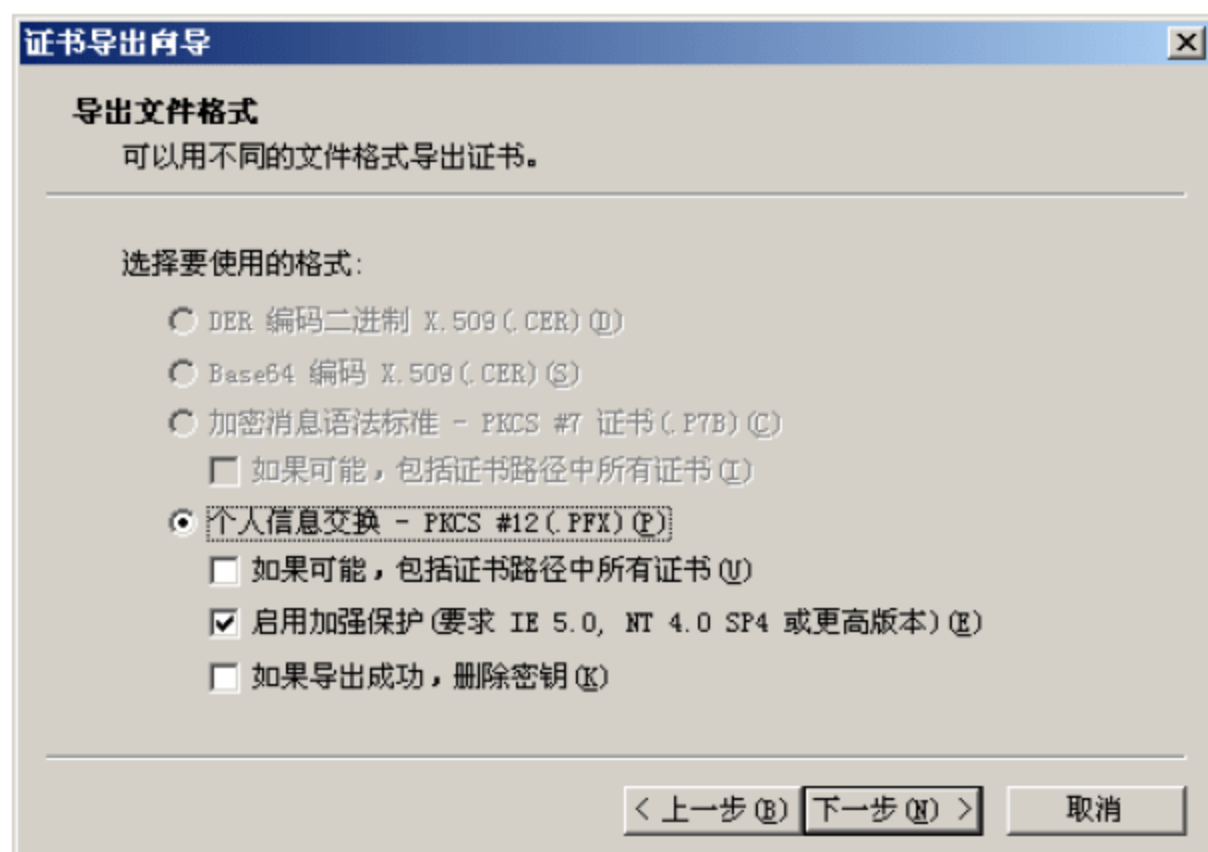 证书导出向导
导出文件格式
可以用不同的文件格式导出证书。
选择要使用的格式:
DER 编码二进制 X.509(.CER)(D)
Base64 编码 X.509(.CER)(S)
加密消息语法标准 - PKCS #7 证书(.P7B)(C)
如果可能，包括证书路径中所有证书(I)
个人信息交换 - PKCS #12(.PFX)(P)
如果可能，包括证书路径中所有证书(U)
启用加强保护(要求 IE 5.0, NT 4.0 SP4 或更高版本)(E)
如果导出成功，删除密钥(K)
< 上一步(B) 下一步(N) > 取消